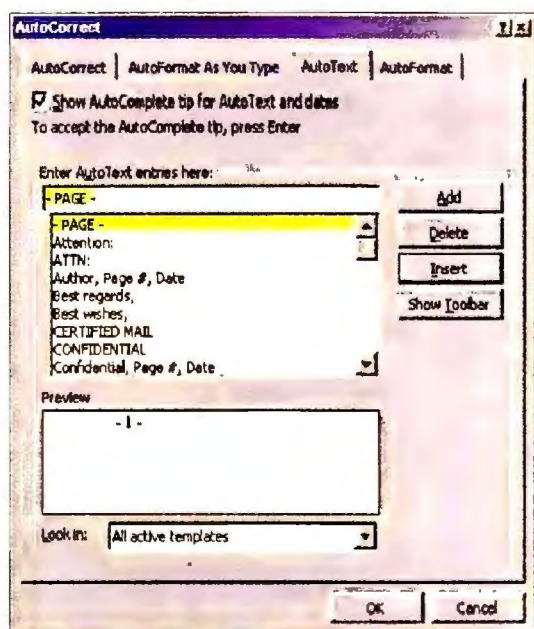 AutoCorrect
AutoCorrect AutoFormat As You Type AutoText AutoFormat
Show AutoComplete tip for AutoText and dates
To accept the AutoComplete tip, press Enter
Enter AutoText entries here:
- PAGE -
Add
- PAGE -
Attention:
ATTN:
Author, Page #, Date
Best regards,
Best wishes,
CERTIFIED MAIL
CONFIDENTIAL
Confidential, Page #, Date
Delete
Insert
Show Toolbar
Preview
- 1 -
Look in: All active templates
OK Cancel